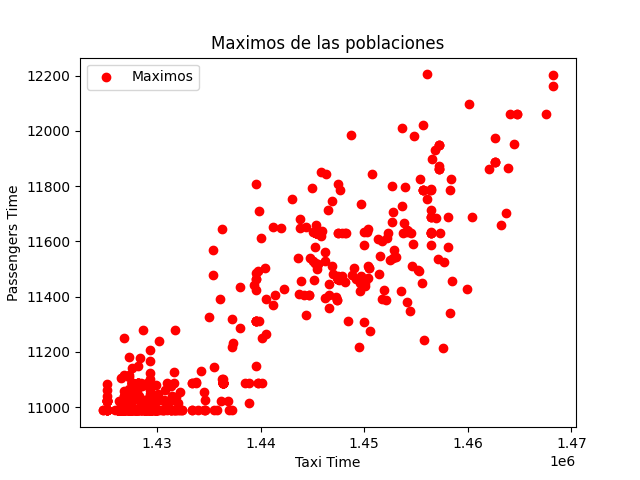 Maximos de las poblaciones
Maximos
Passengers Time
12200
12000
11800
11600
11400
11200
11000
1.43 1.44 1.45 1.46 1.47
1e6
Taxi Time